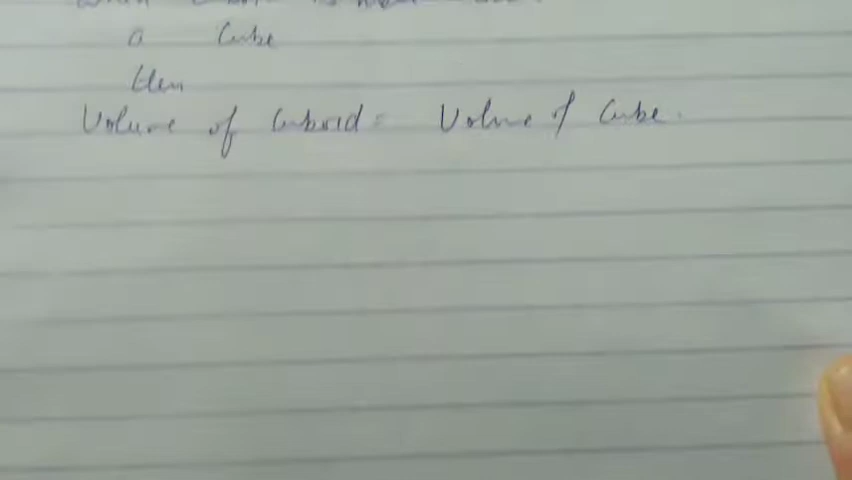 a Cube
then
Volume of Cuboid = Volume of Cube.